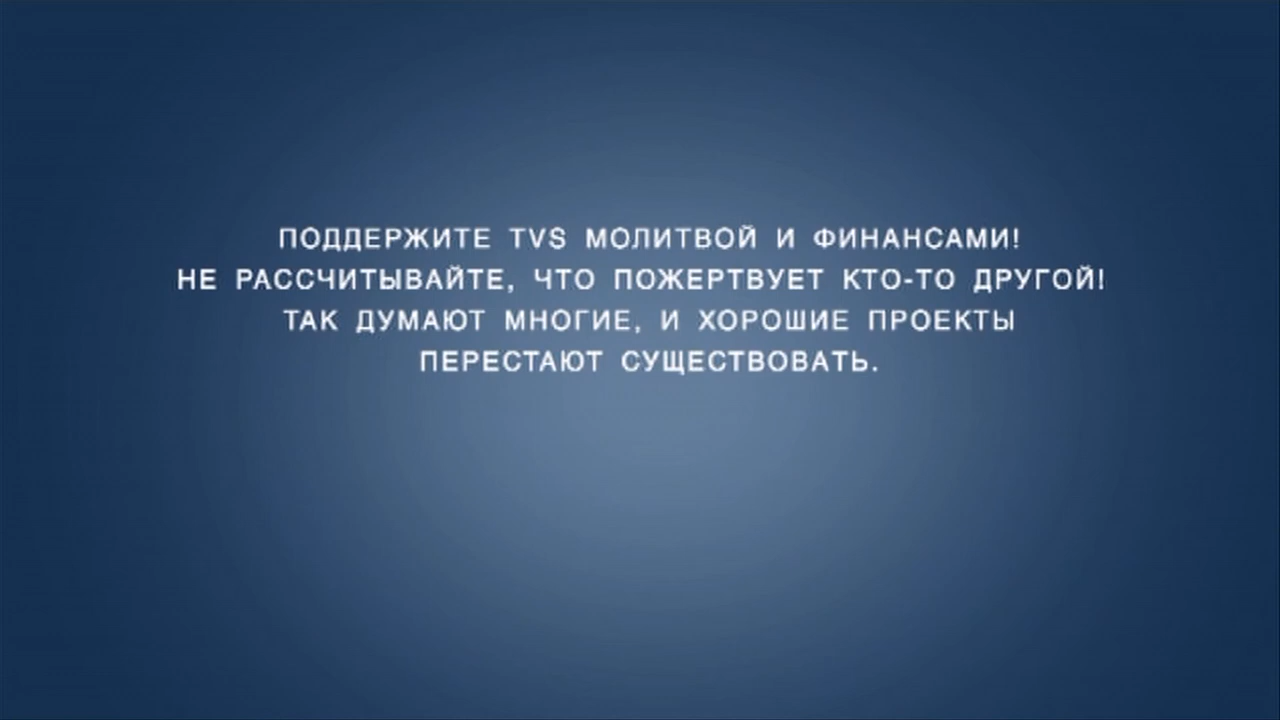 ПОДДЕРЖИТЕ TVS МОЛИТВОЙ И ФИНАНСАМИ!
НЕ РАССЧИТЫВАЙТЕ, ЧТО ПОЖЕРТВУЕТ КТО-ТО ДРУГОЙ!
ТАК ДУМАЮТ МНОГИЕ, И ХОРОШИЕ ПРОЕКТЫ
ПЕРЕСТАЮТ СУЩЕСТВОВАТЬ.